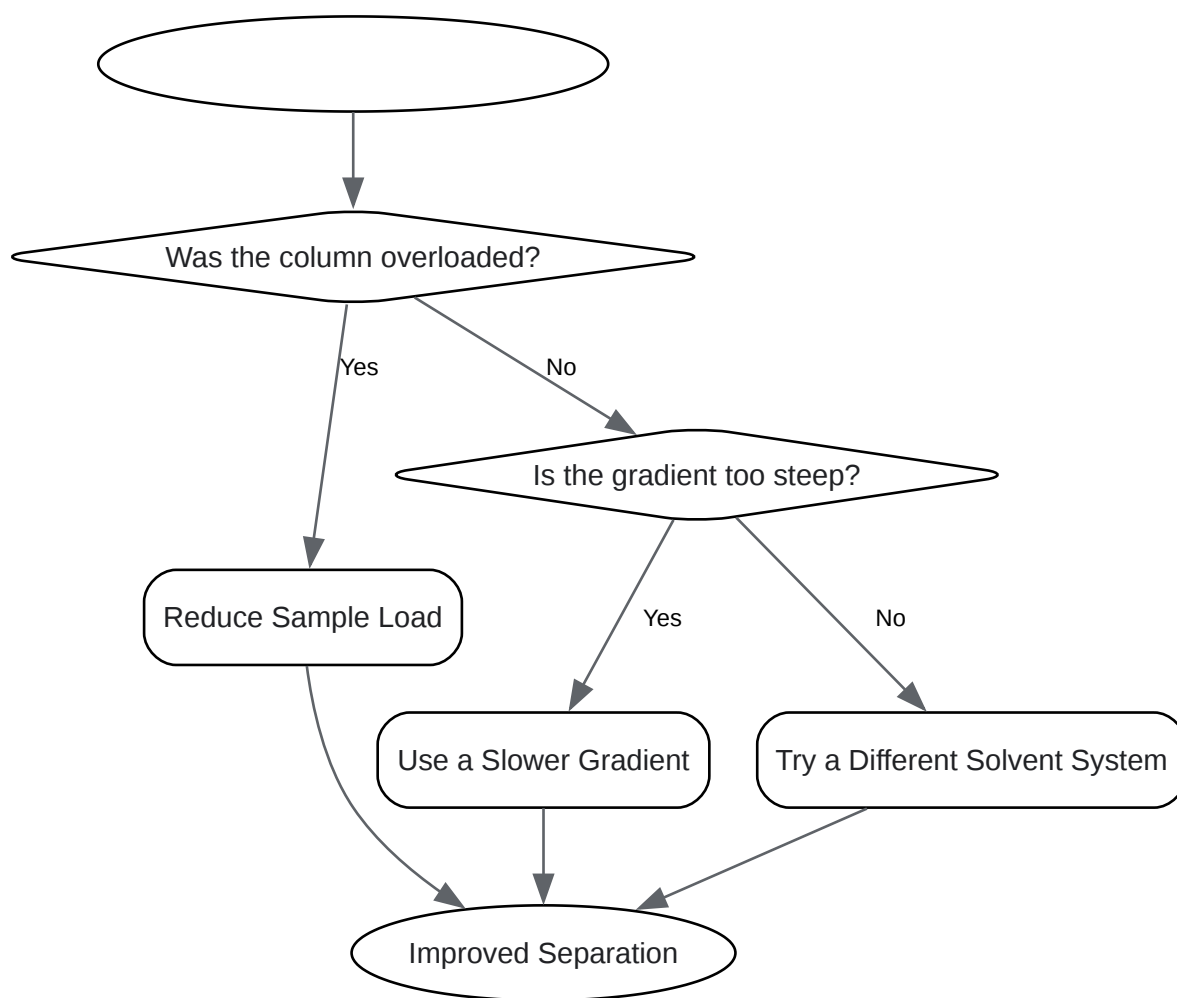 Was the column overloaded?
Yes
No
Is the gradient too steep?
Reduce Sample Load
Yes
No
Use a Slower Gradient
Try a Different Solvent System
Improved Separation